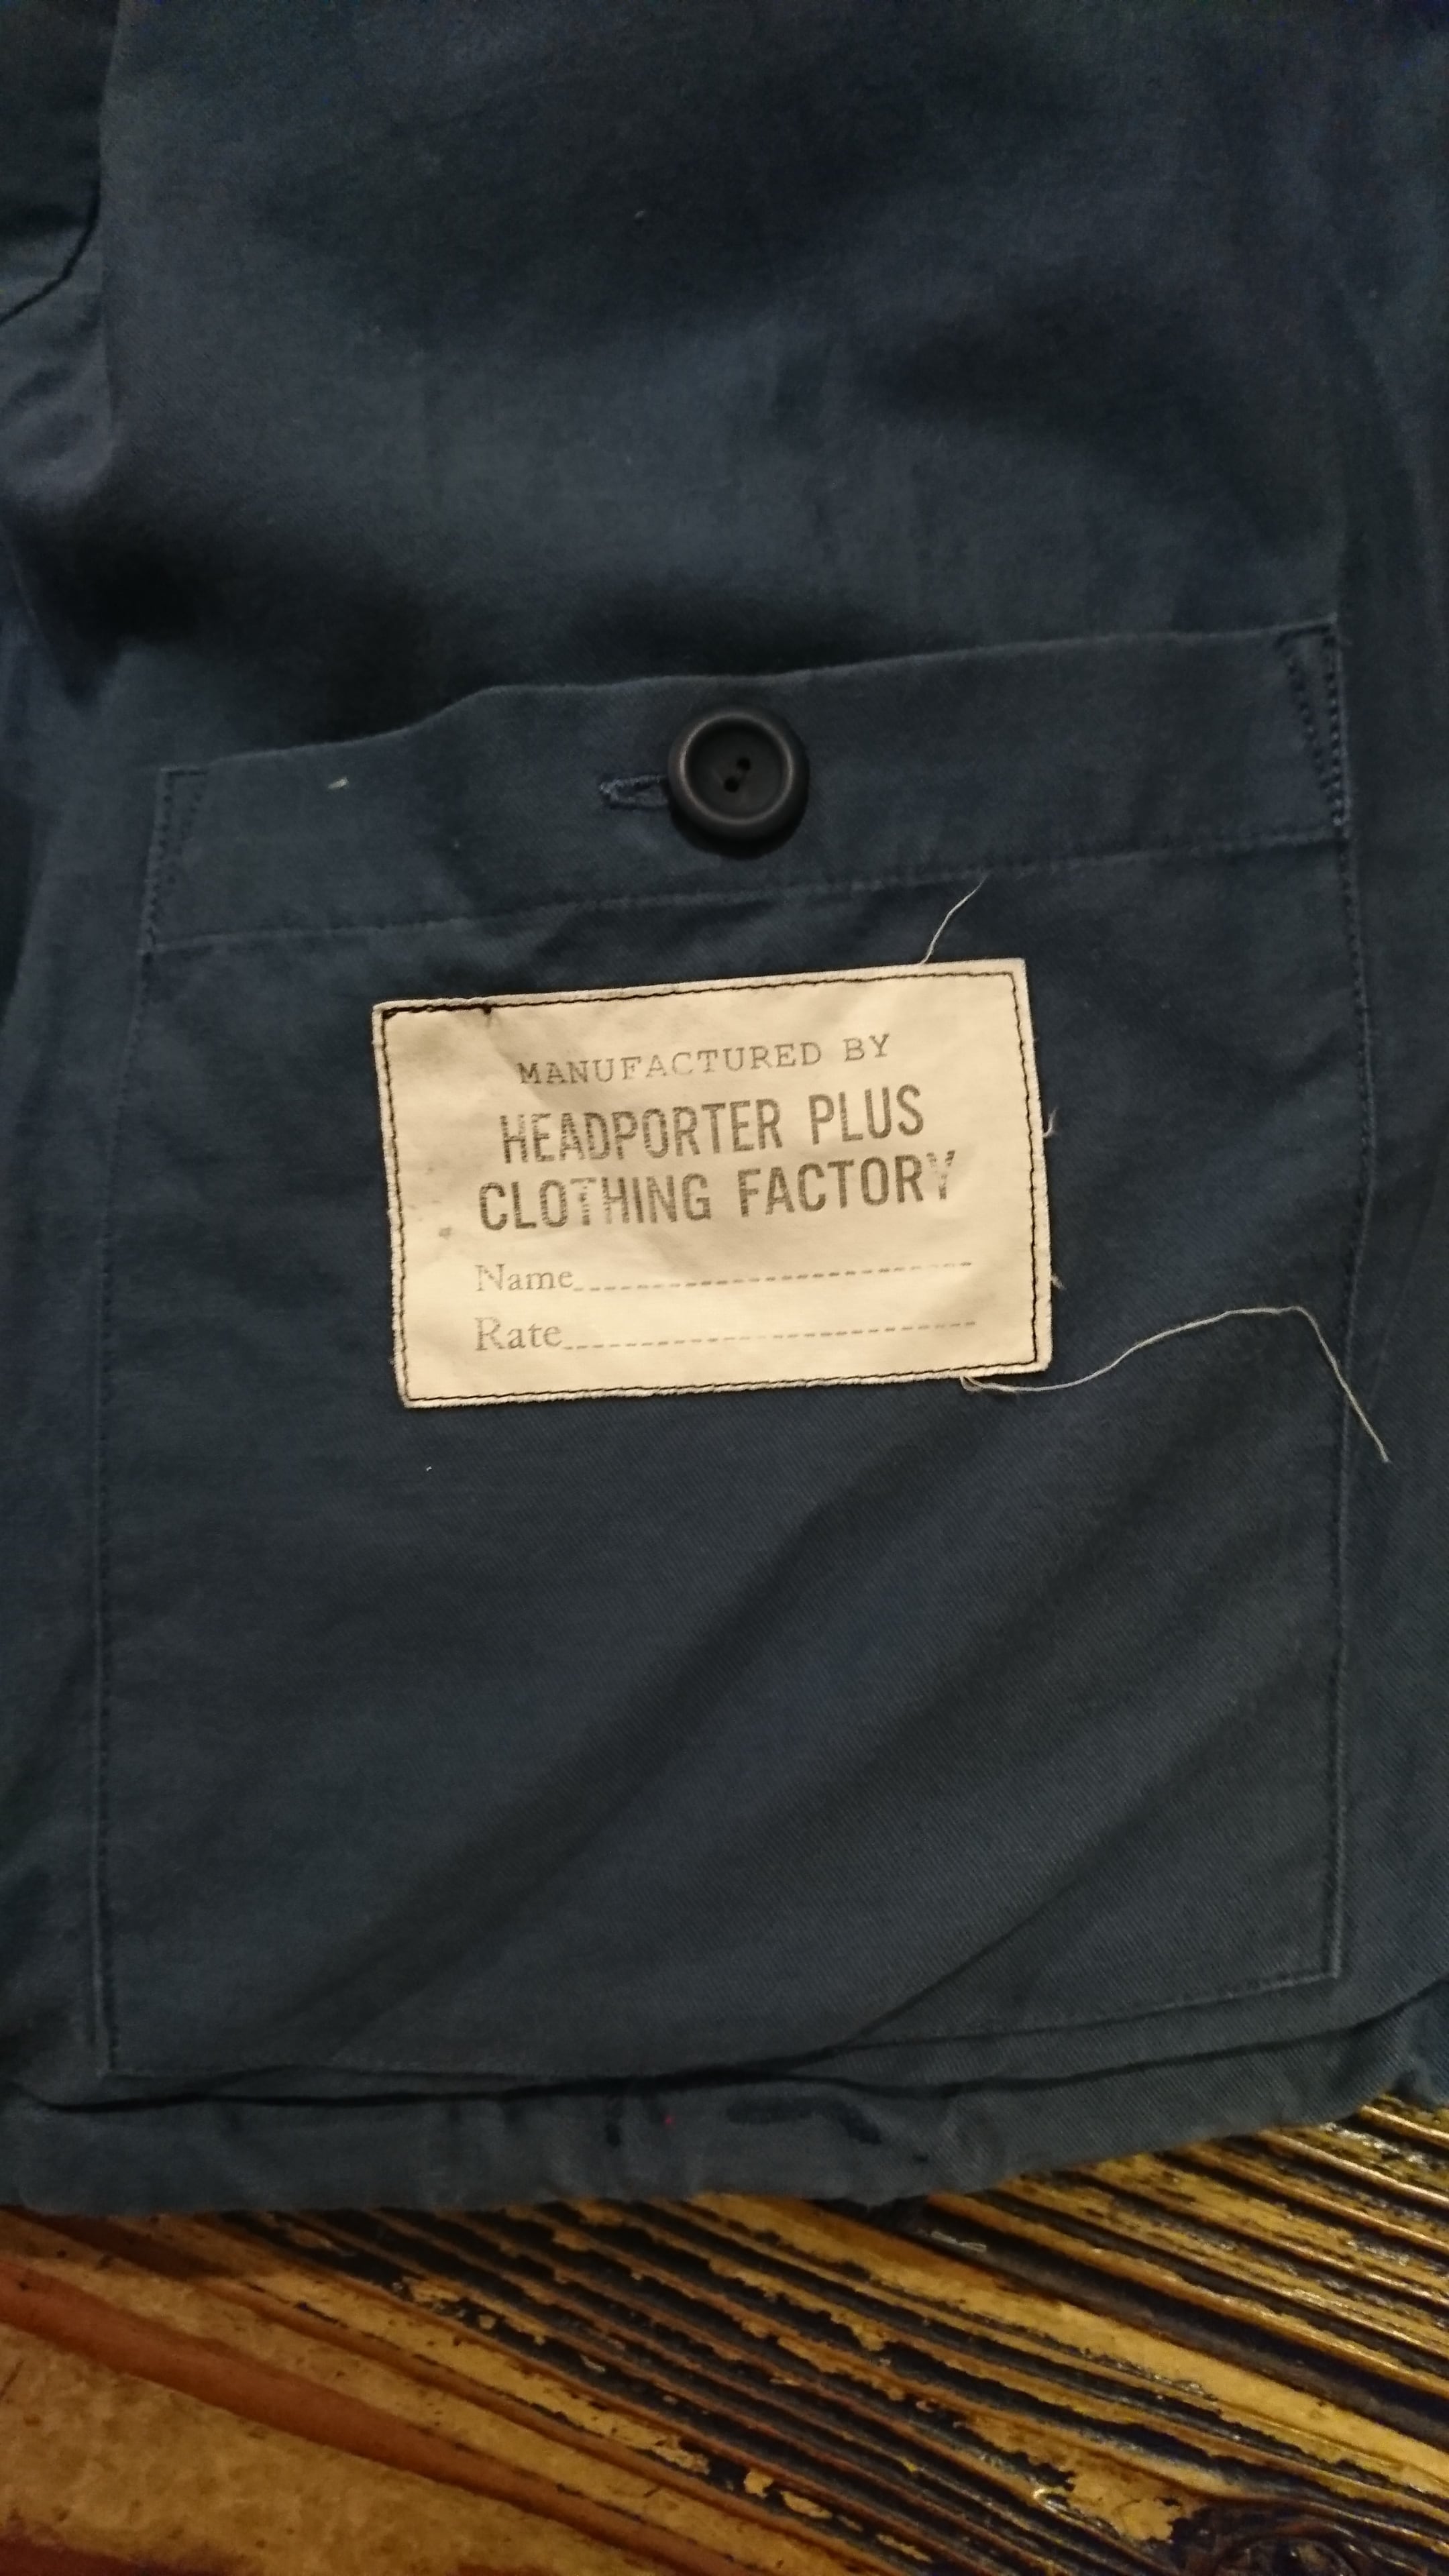 MANUFACTURED BY
HEADPORTER PLUS
CLOTHING FACTORY
Name
Rate